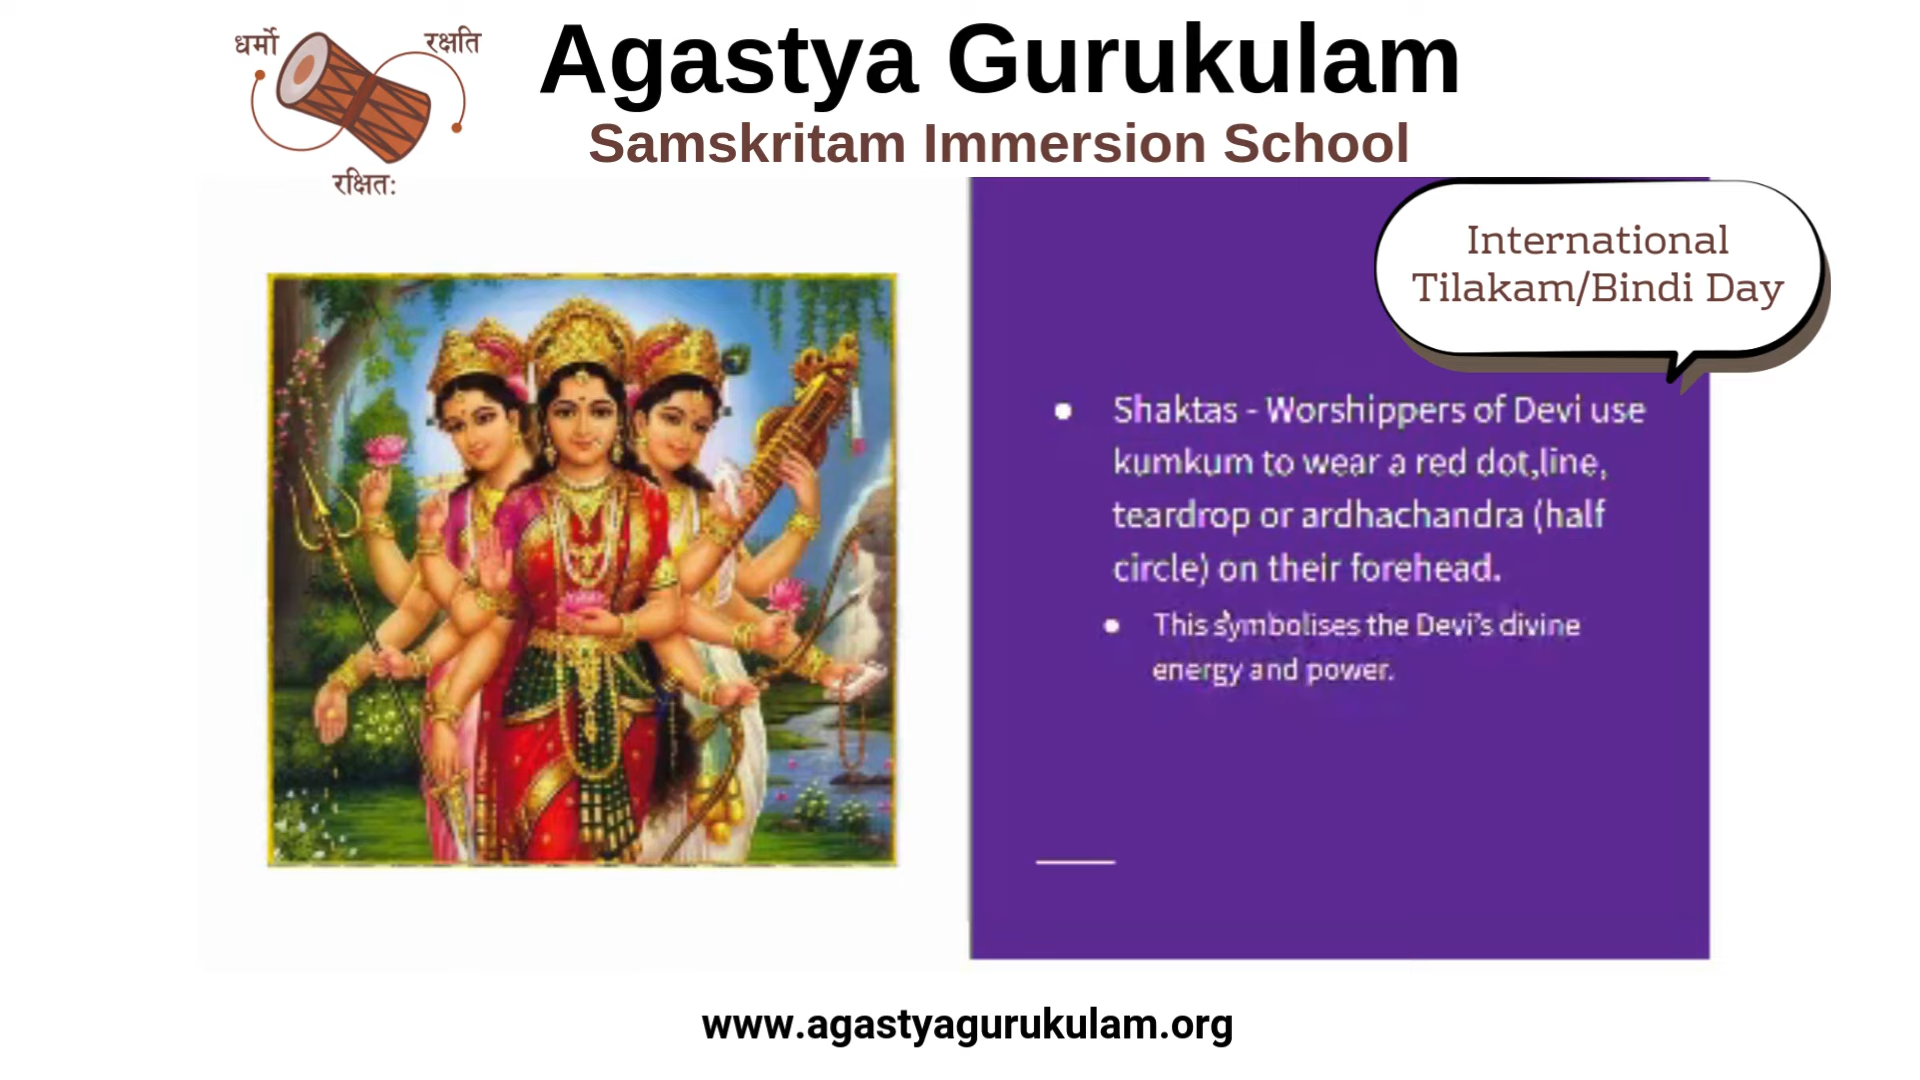 धर्मो
रक्षति
रक्षितः
Agastya Gurukulam
Samskritam Immersion School
International
Tilakam/Bindi Day
Shaktas - Worshippers of Devi use
kumkum to wear a red dot,line,
teardrop or ardhachandra (half
circle) on their forehead.
This symbolises the Devi's divine
energy and power.
www.agastyagurukulam.org